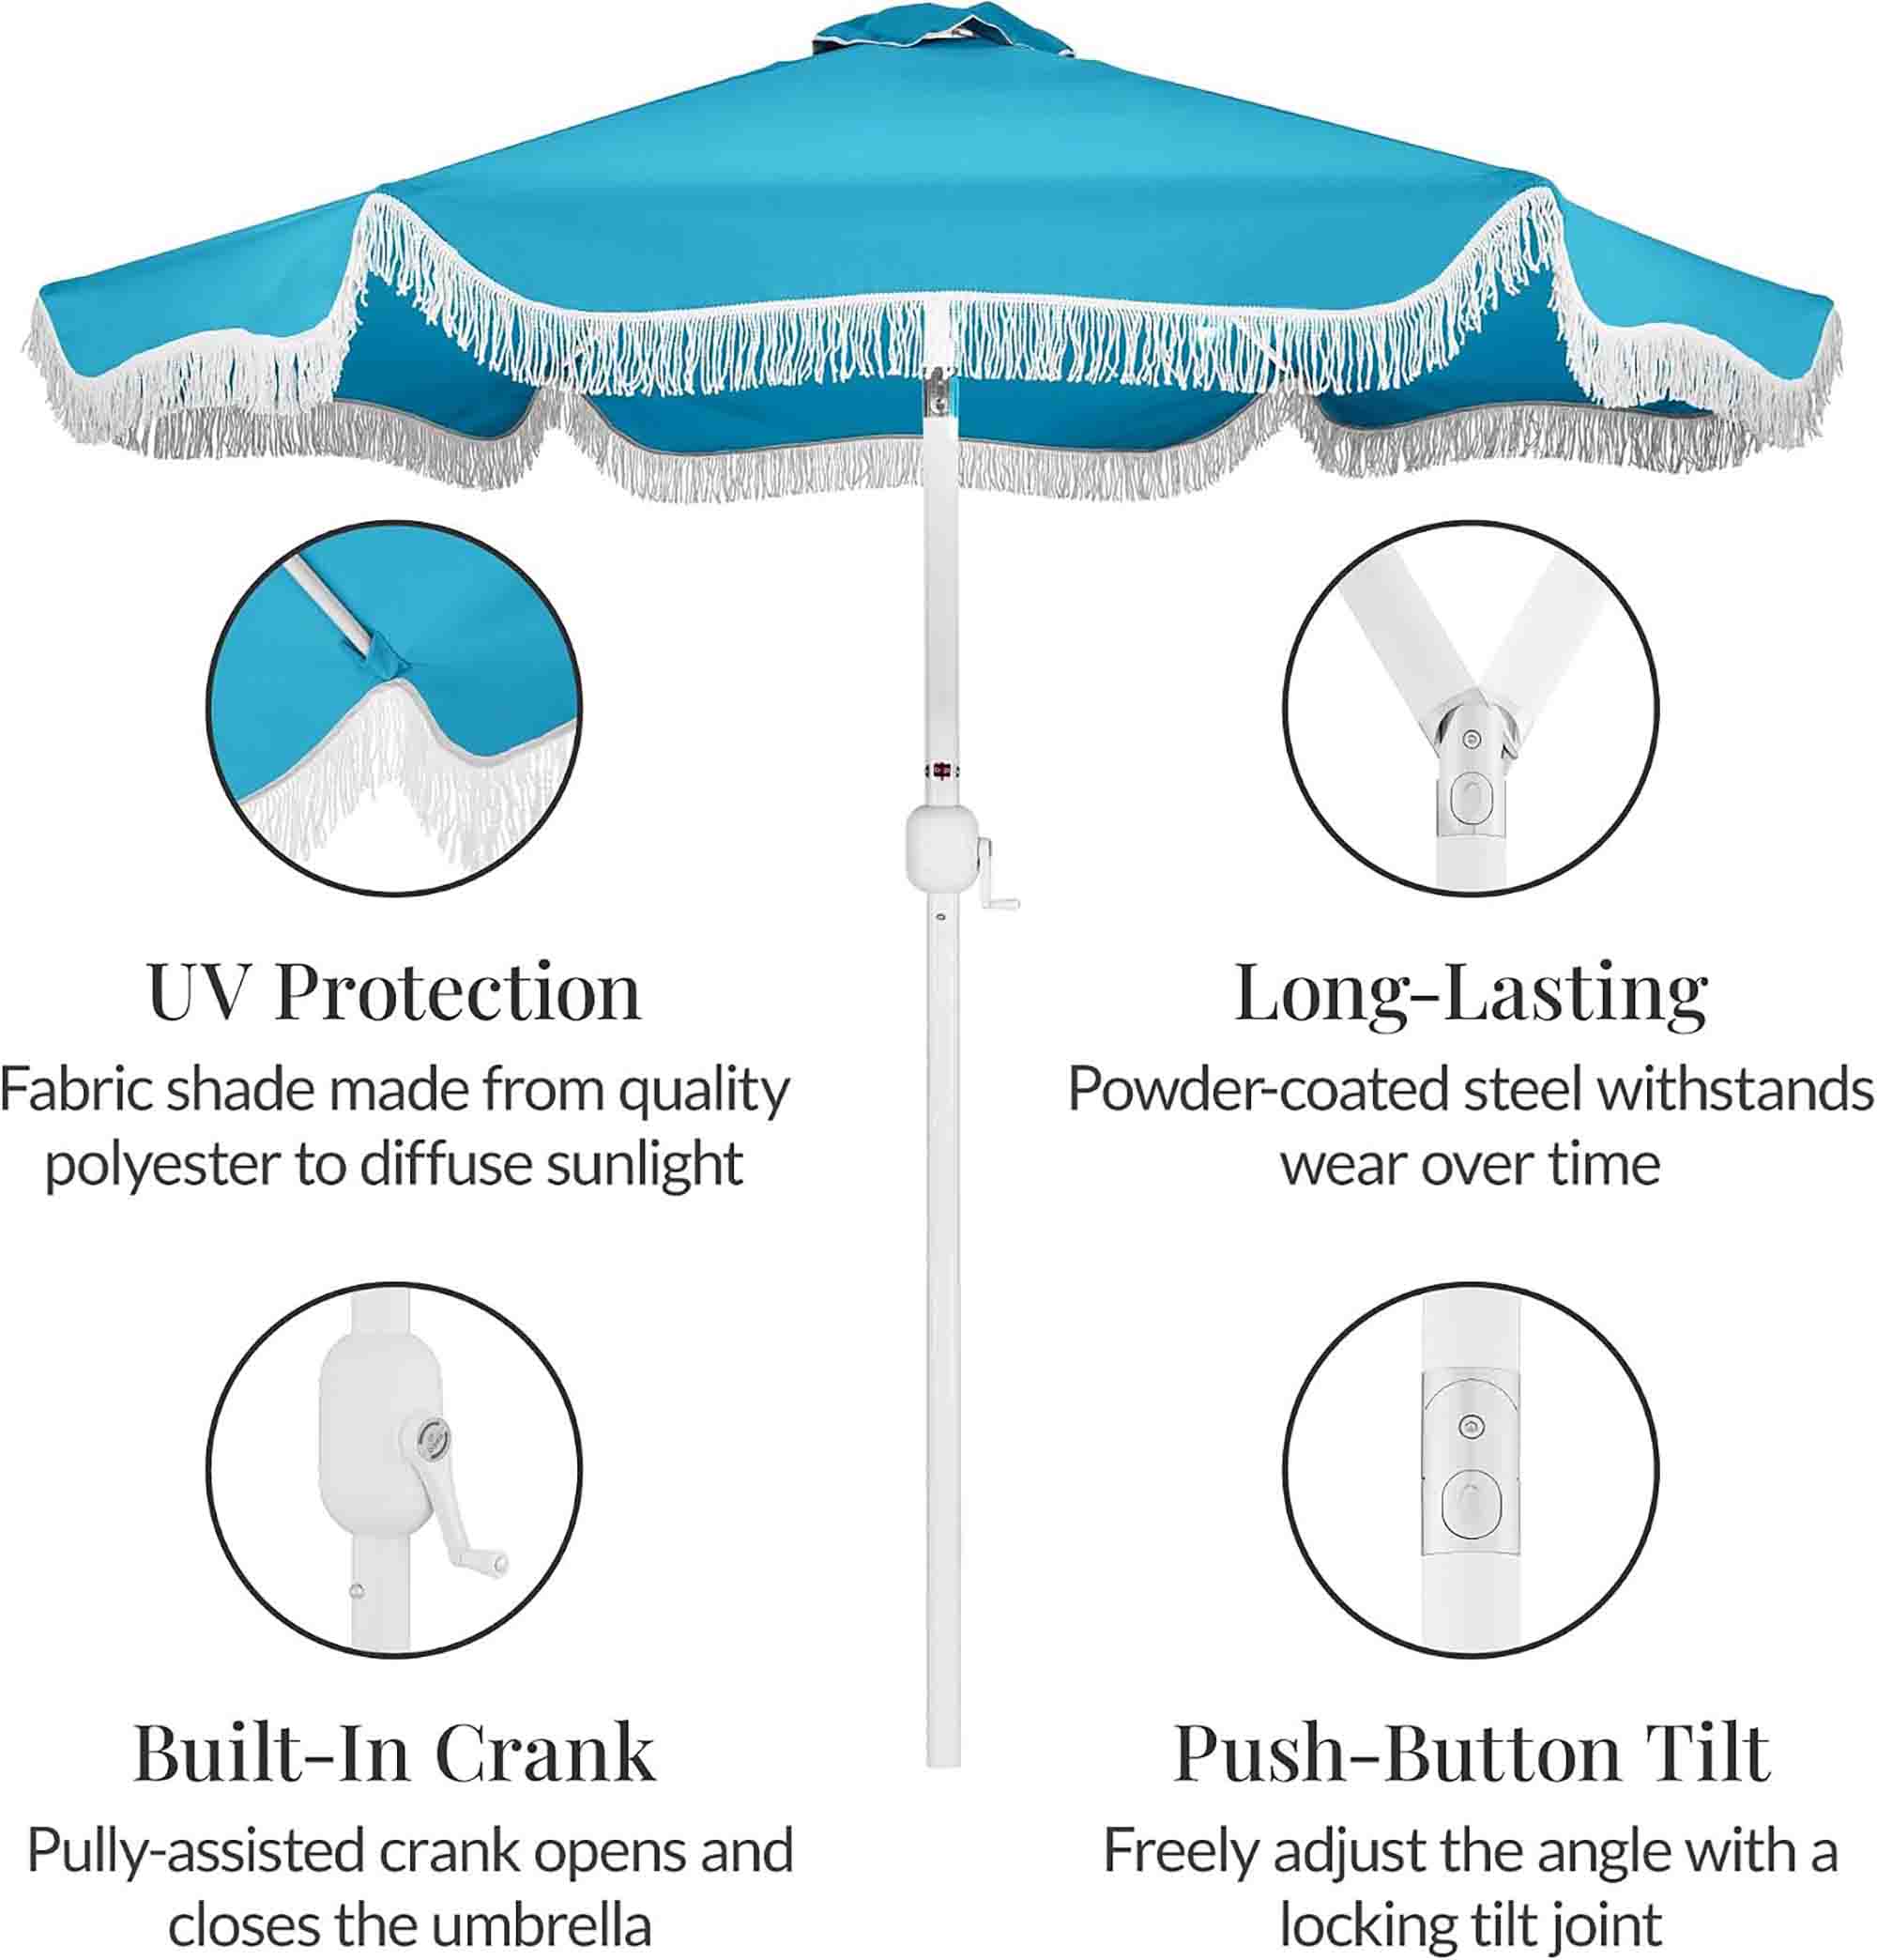 UV Protection
Fabric shade made from quality
polyester to diffuse sunlight
Long-Lasting
Powder-coated steel withstands
wear over time
Built-In Crank
Pully-assisted crank opens and
closes the umbrella
Push-Button Tilt
Freely adjust the angle with a
locking tilt joint